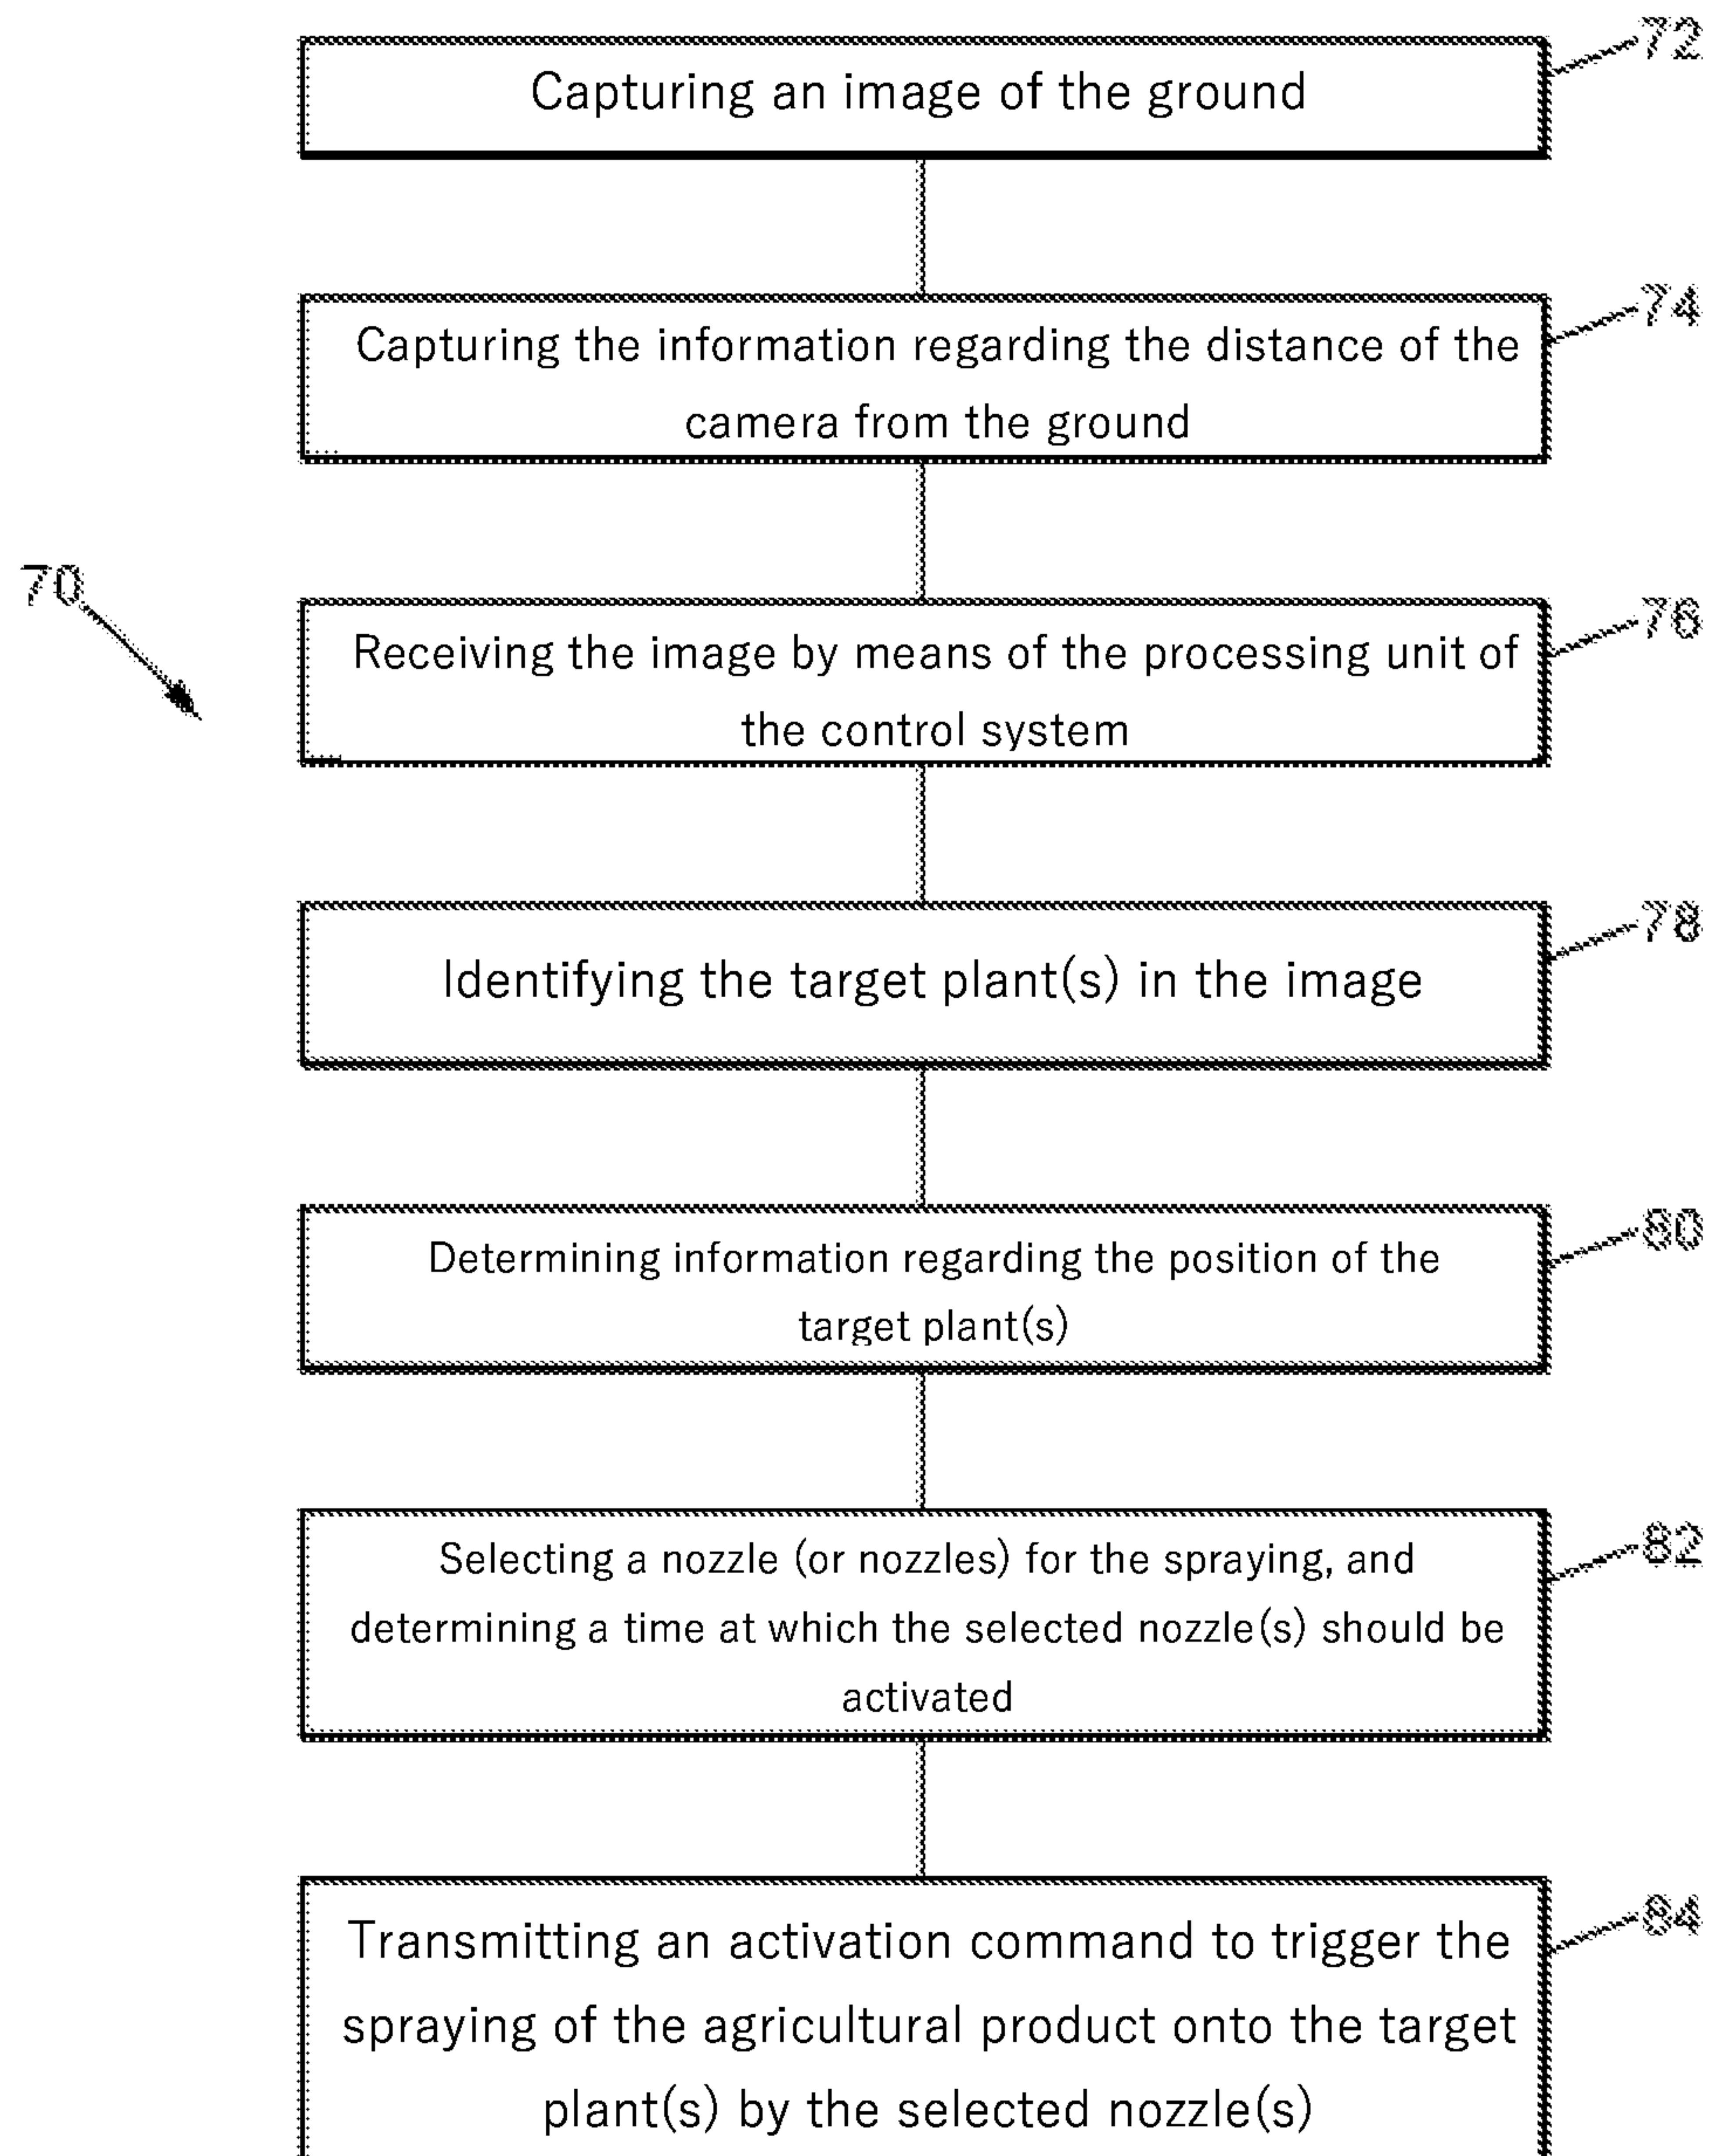 72
Capturing an image of the ground
74
Capturing the information regarding the distance of the
camera from the ground
70
76
Receiving the image by means of the processing unit of
the control system
78
Identifying the target plant(s) in the image
80
Determining information regarding the position of the
target plant(s)
82
Selecting a nozzle (or nozzles) for the spraying, and
determining a time at which the selected nozzle(s) should be
activated
84
Transmitting an activation command to trigger the
spraying of the agricultural product onto the target
plant(s) by the selected nozzle(s)